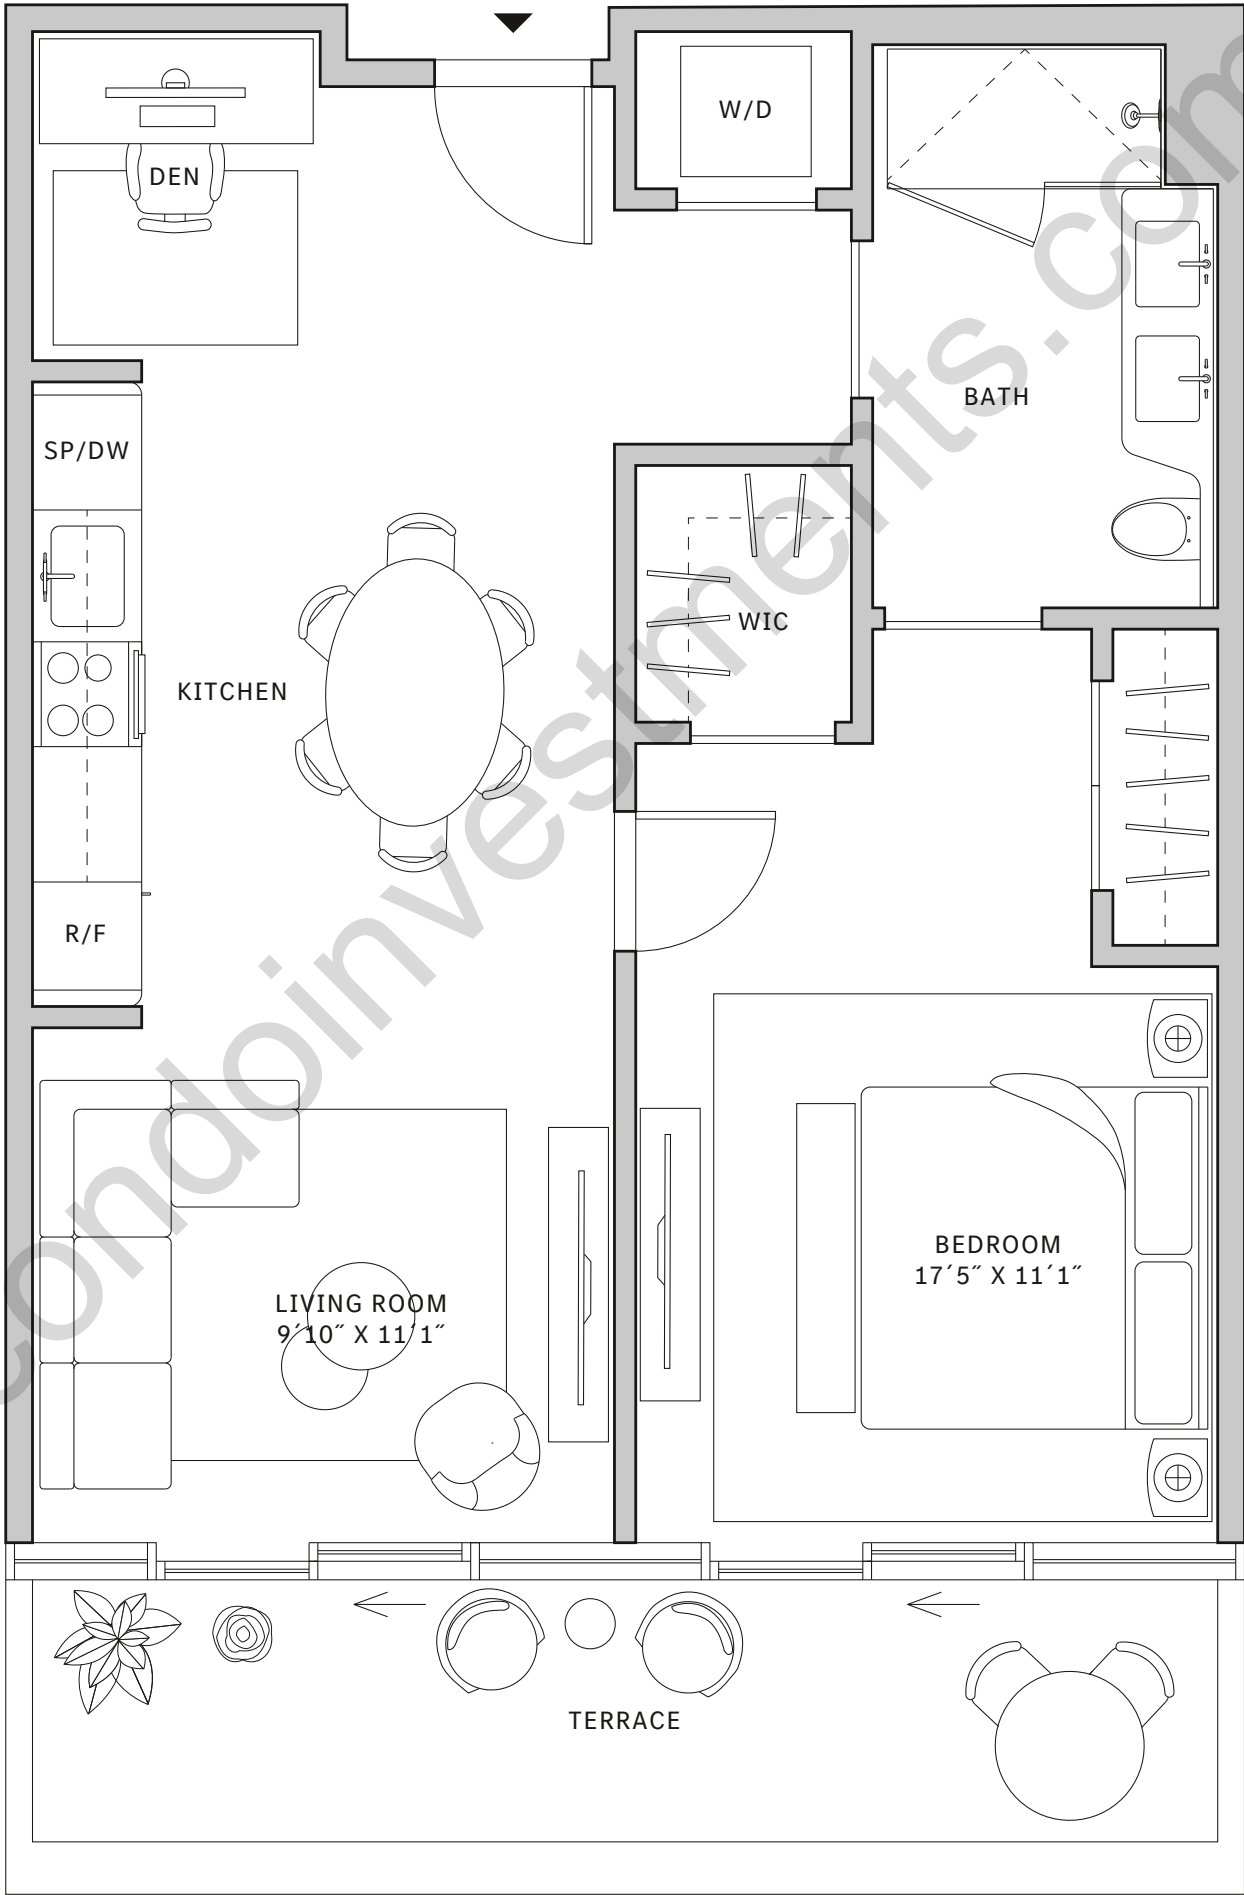 W/D
DEN
BATH
SP/DW
WIC
KITCHEN
R/F
BEDROOM
17´5˝ X 11´1˝
LIVING ROOM
9´10˝ X 11´1˝
TERRACE
condoinvestments.com